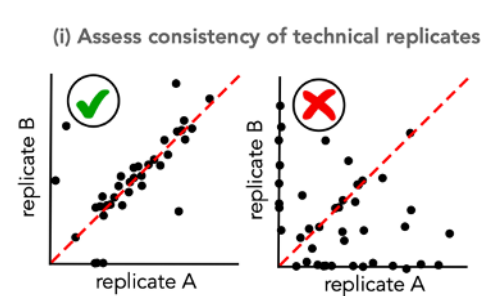 (i) Assess consistency of technical replicates
replicate B
replicate A
replicate B
replicate A